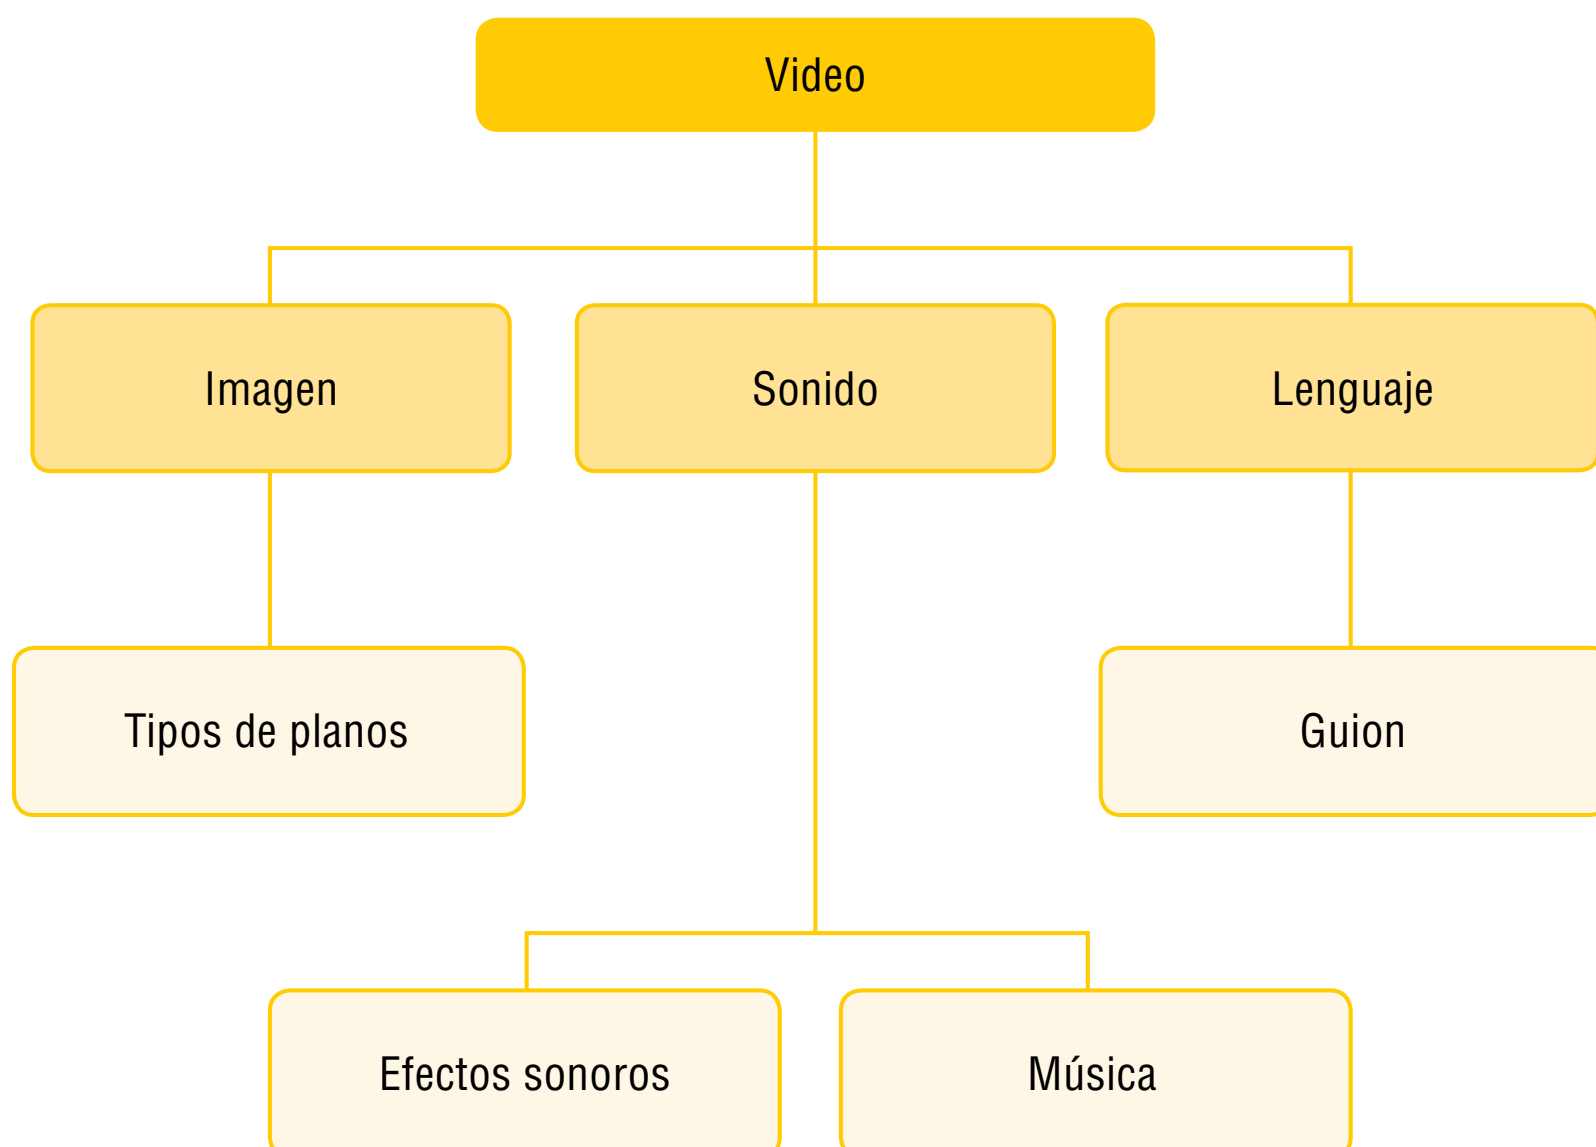 Video
Imagen
Sonido
Lenguaje
Tipos de planos
Guion
Efectos sonoros
Música